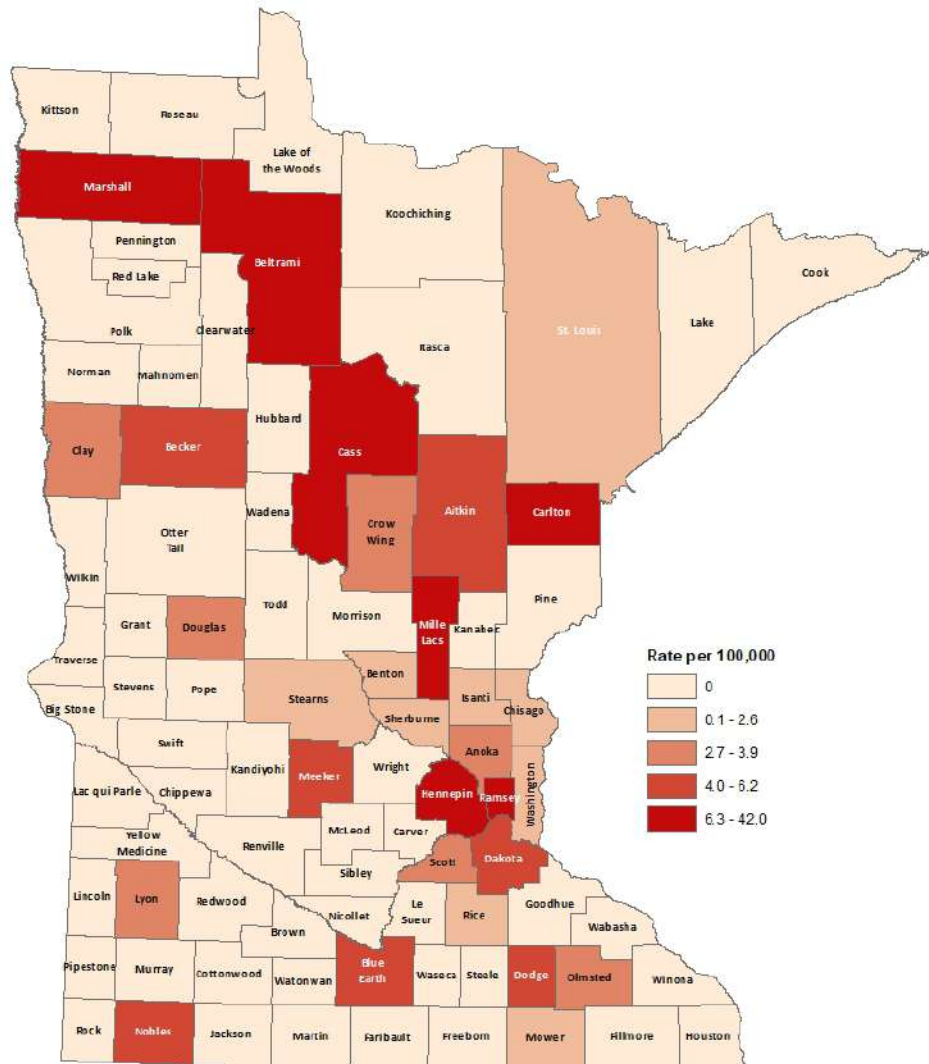 Kittson
Roseau
Lake of
the Woods
Marshall
Koochiching
Pennington
Beltrami
Red Lake
Cook
Polk
Clearwater
St. Louis
Lake
Itasca
Norman
Mahnomen
Hubbard
Clay
Becker
Cass
Wadena
Crow
Wing
Aitkin
Carlton
Otter
Tail
Wilkin
Pine
Todd
Morrison
Grant
Douglas
Mille
Lacs
Kanabec
Traverse
Rate per 100,000
0
0.1 - 2.6
2.7 - 3.9
4.0 - 6.2
6.3 - 42.0
Stevens
Pope
Stearns
Benton
Isanti
Chisago
Big Stone
Sherburne
Swift
Anoka
Kandiyohi
Meeker
Wright
Washington
Lac qui Parle
Chippewa
Hennepin
Ramsey
McLeod
Carver
Yellow
Medicine
Renville
Scott
Dakota
Sibley
Lincoln
Lyon
Redwood
Nicollet
Le
Sueur
Rice
Goodhue
Wabasha
Brown
Pipestone
Murray
Cottonwood
Watonwan
Blue
Earth
Waseca
Steele
Dodge
Olmsted
Winona
Rock
Nobles
Jackson
Martin
Faribault
Freeborn
Mower
Fillmore
Houston